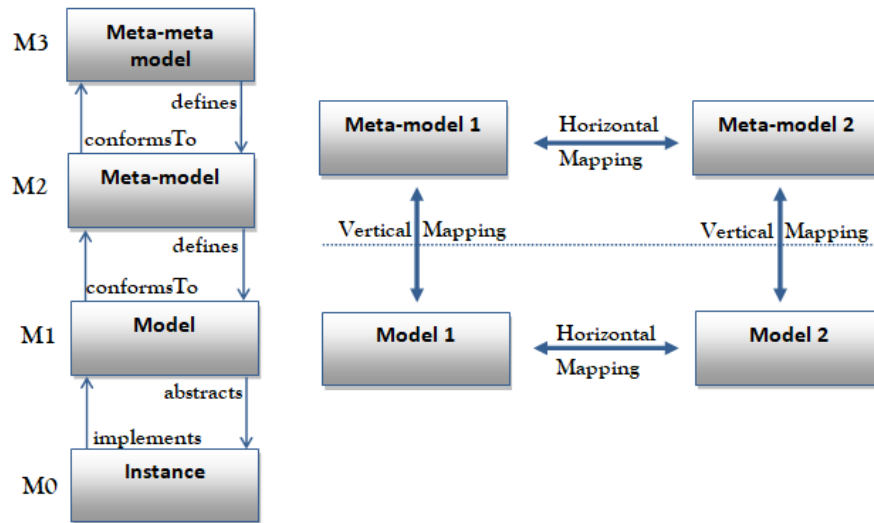 M3
Meta-meta
model
defines
conformsTo
M2
Meta-model
defines
conformsTo
M1
Model
abstracts
implements
M0
Instance
Meta-model 1
Horizontal
Mapping
Meta-model 2
Vertical Mapping
Vertical Mapping
Model 1
Horizontal
Mapping
Model 2